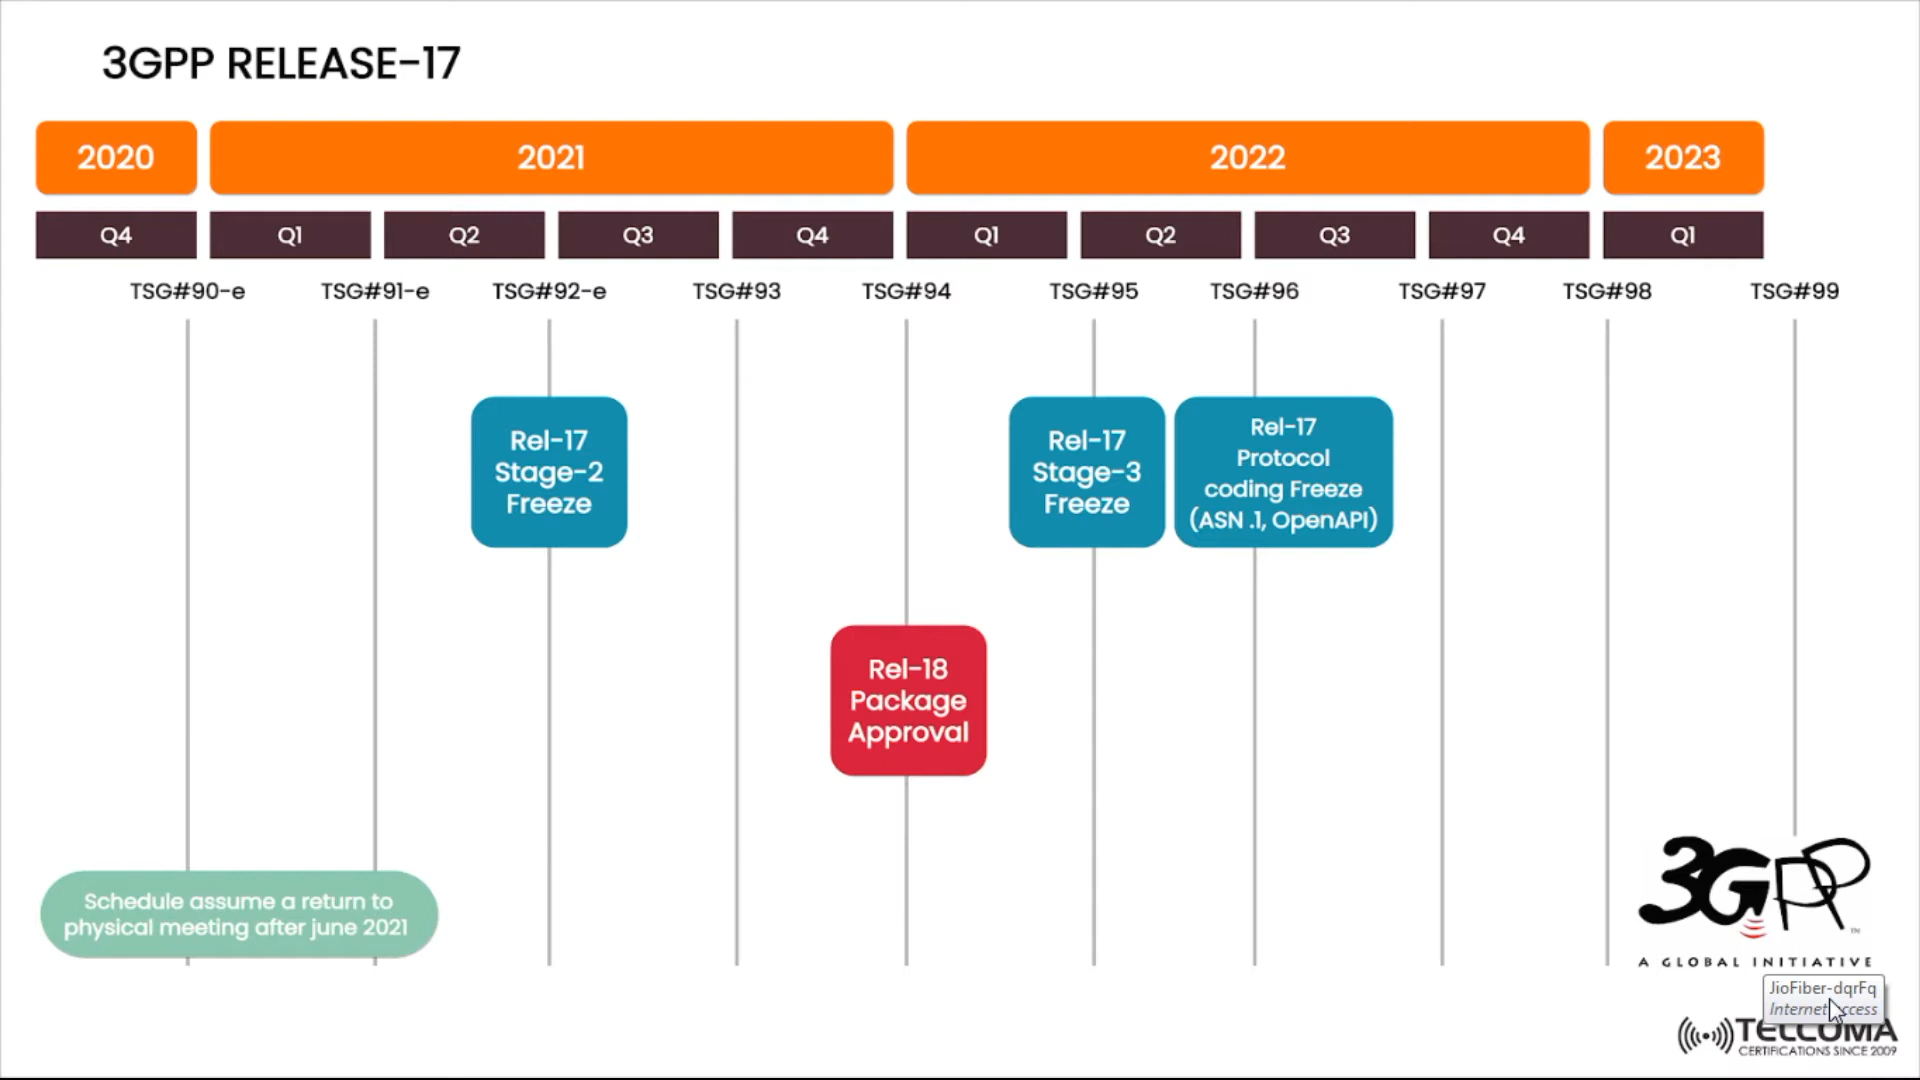 3GPP RELEASE-17
2020 2021 2022 2023
Q4 Q1 Q2 Q3 Q4 Q1 Q2 Q3 Q4 Q1
TSG#90-e TSG#91-e TSG#92-e TSG#93 TSG#94 TSG#95 TSG#96 TSG#97 TSG#98 TSG#99
Rel-17
Stage-2
Freeze
Rel-17
Stage-3
Freeze
Rel-17
Protocol
coding Freeze
(ASN .1, OpenAPI)
Rel-18
Package
Approval
Schedule assume a return to
physical meeting after june 2021
3GPP
TM
A GLOBAL INITIATIVE
JioFiber-dqrFq
Internet access
TELCOMA
CERTIFICATIONS SINCE 2009